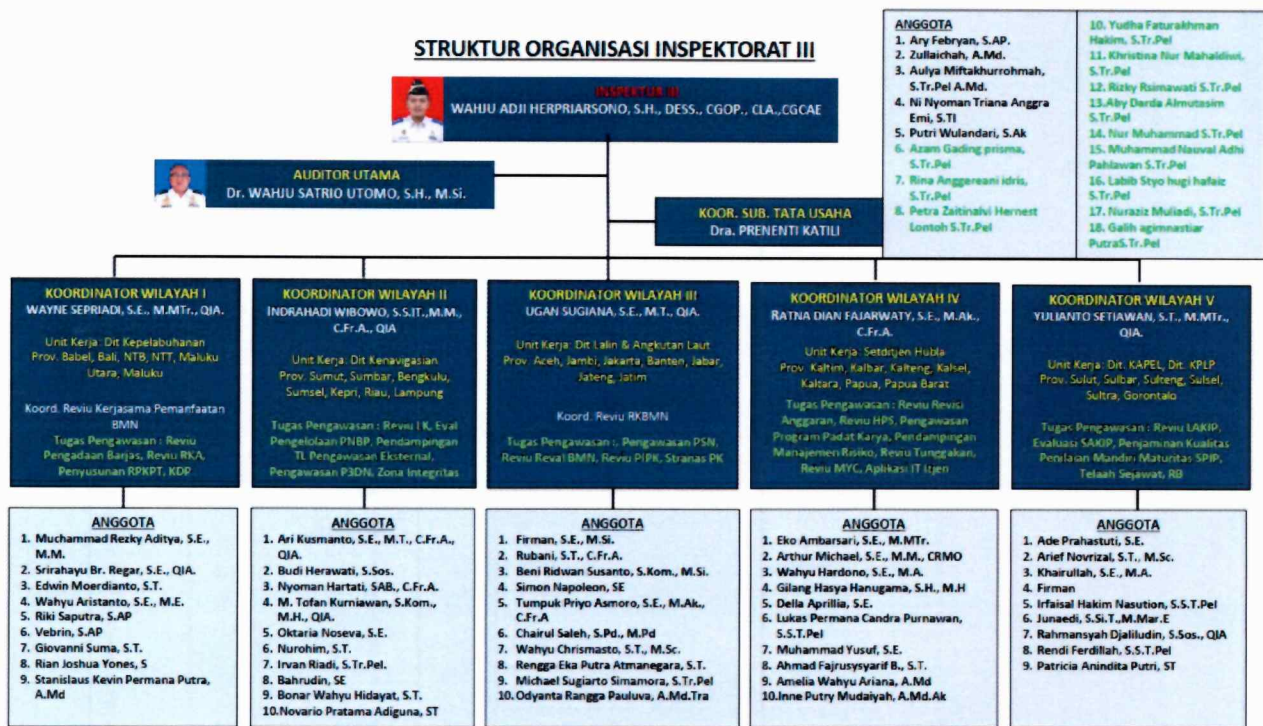 STRUKTUR ORGANISASI INSPEKTORAT III
INSPEKTUR III
WAHJU ADJI HERPRIARSONO, S.H., DESS., CGOP., CLA.,CGCAE
AUDITOR UTAMA
Dr. WAHJU SATRIO UTOMO, S.H., M.Si.
KOOR. SUB. TATA USAHA
Dra. PRENENTI KATILI
ANGGOTA
1. Ary Febryan, S.AP.
2. Zullaichah, A.Md.
3. Aulya Miftakhurrohmah,
S.Tr.Pel A.Md.
4. Ni Nyoman Triana Anggra
Emi, S.TI
5. Putri Wulandari, S.Ak
6. Azam Gading prisma,
S.Tr.Pel
7. Rina Anggereani idris,
S.Tr.Pel
8. Petra Zaitinalvi Hernest
Lontoh S.Tr.Pel
10. Yudha Faturakhman
Hakim, S.Tr.Pel
11. Khristina Nur Mahaldiwi,
S.Tr.Pel
12. Rizky Rsimawati S.Tr.Pel
13.Aby Darda Almutasim
S.Tr.Pel
14. Nur Muhammad S.Tr.Pel
15. Muhammad Nauval Adhi
Pahlawan S.Tr.Pel
16. Labib Styo hugi hafaiz
S.Tr.Pel
17. Nuraziz Muliadi, S.Tr.Pel
18. Galih agimnastiar
PutraS.Tr.Pel
KOORDINATOR WILAYAH I
WAYNE SEPRIADI, S.E., M.MTr., QIA.
Unit Kerja: Dit Kepelabuhanan
Prov. Babel, Bali, NTB, NTT, Maluku
Utara, Maluku
Koord. Reviu Kerjasama Pemanfaatan
BMN
Tugas Pengawasan : Reviu
Pengadaan Barjas, Reviu RKA,
Penyusunan RPKPT, KDP
KOORDINATOR WILAYAH II
INDRAHADI WIBOWO, S.S.IT.,M.M.,
C.Fr.A., QIA
Unit Kerja: Dit Kenavigasian
Prov. Sumut, Sumbar, Bengkulu,
Sumsel, Kepri, Riau, Lampung
Tugas Pengawasan : Reviu LK, Eval
Pengelolaan PNBP, Pendampingan
TL Pengawasan Eksternal,
Pengawasan P3DN, Zona Integritas
KOORDINATOR WILAYAH III
UGAN SUGIANA, S.E., M.T., QIA.
Unit Kerja: Dit Lalin & Angkutan Laut
Prov. Aceh, Jambi, Jakarta, Banten, Jabar,
Jateng, Jatim
Koord. Reviu RKBMN
Tugas Pengawasan :. Pengawasan PSN,
Reviu Reval BMN, Reviu PIPK, Stranas PK
KOORDINATOR WILAYAH IV
RATNA DIAN FAJARWATY, S.E., M.Ak.,
C.Fr.A.
Unit Kerja: Setditjen Hubla
Prov. Kaltim, Kalbar, Kalteng, Kalsel,
Kaltara, Papua, Papua Barat
Tugas Pengawasan : Reviu Revisi
Anggaran, Reviu HPS, Pengawasan
Program Padat Karya, Pendampingan
Manajemen Risiko, Reviu Tunggakan,
Reviu MYC, Aplikasi IT Itjen
KOORDINATOR WILAYAH V
YULIANTO SETIAWAN, S.T., M.MTr.,
QIA.
Unit Kerja: Dit. KAPEL, Dit. KPLP
Prov. Sulut, Sulbar, Sulteng, Sulsel,
Sultra, Gorontalo
Tugas Pengawasan : Reviu LAKIP,
Evaluasi SAKIP, Penjaminan Kualitas
Penilaian Mandiri Maturitas SPIP,
Telaah Sejawat, RB
ANGGOTA
1. Muchammad Rezky Aditya, S.E.,
M.M.
2. Srirahayu Br. Regar, S.E., QIA.
3. Edwin Moerdianto, S.T.
4. Wahyu Aristanto, S.E., M.E.
5. Riki Saputra, S.AP
6. Vebrin, S.AP
7. Giovanni Suma, S.T.
8. Rian Joshua Yones, S
9. Stanislaus Kevin Permana Putra,
A.Md
ANGGOTA
1. Ari Kusmanto, S.E., M.T., C.Fr.A.,
QIA.
2. Budi Herawati, S.Sos.
3. Nyoman Hartati, SAB., C.Fr.A.
4. M. Tofan Kurniawan, S.Kom.,
M.H., QIA.
5. Oktaria Noseva, S.E.
6. Nurohim, S.T.
7. Irvan Riadi, S.Tr.Pel.
8. Bahrudin, SE
9. Bonar Wahyu Hidayat, S.T.
10.Novario Pratama Adiguna, ST
ANGGOTA
1. Firman, S.E., M.Si.
2. Rubani, S.T., C.Fr.A.
3. Beni Ridwan Susanto, S.Kom., M.Si.
4. Simon Napoleon, SE
5. Tumpuk Priyo Asmoro, S.E., M.Ak.,
C.Fr.A
6. Chairul Saleh, S.Pd., M.Pd
7. Wahyu Chrismasto, S.T., M.Sc.
8. Rengga Eka Putra Atmanegara, S.T.
9. Michael Sugiarto Simamora, S.Tr.Pel
10.Odyanta Rangga Pauluva, A.Md.Tra
ANGGOTA
1. Eko Ambarsari, S.E., M.MTr.
2. Arthur Michael, S.E., M.M., CRMO
3. Wahyu Hardono, S.E., M.A.
4. Gilang Hasya Hanugama, S.H., M.H
5. Della Aprillia, S.E.
6. Lukas Permana Candra Purnawan,
S.S.T.Pel
7. Muhammad Yusuf, S.E.
8. Ahmad Fajrusysyarif B., S.T.
9. Amelia Wahyu Ariana, A.Md
10.Inne Putry Mudaiyah, A.Md.Ak
ANGGOTA
1. Ade Prahastuti, S.E.
2. Arief Novrizal, S.T., M.Sc.
3. Khairullah, S.E., M.A.
4. Firman
5. Irfaisal Hakim Nasution, S.S.T.Pel
6. Junaedi, S.Si.T.,M.Mar.E
7. Rahmansyah Djaliludin, S.Sos., QIA
8. Rendi Ferdillah, S.S.T.Pel
9. Patricia Anindita Putri, ST